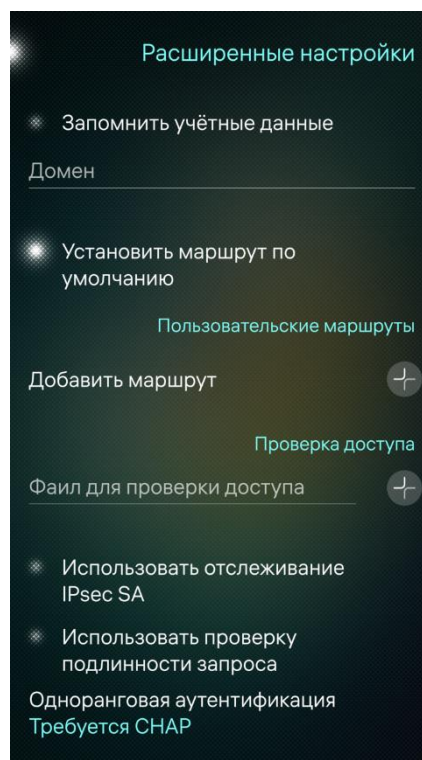 Расширенные настройки
Запомнить учётные данные
Домен
Установить маршрут по
умолчанию
Пользовательские маршруты
Добавить маршрут
Проверка доступа
Фаил для проверки доступа
Использовать отслеживание
IPsec SA
Использовать проверку
подлинности запроса
Одноранговая аутентификация
Требуется CHAP